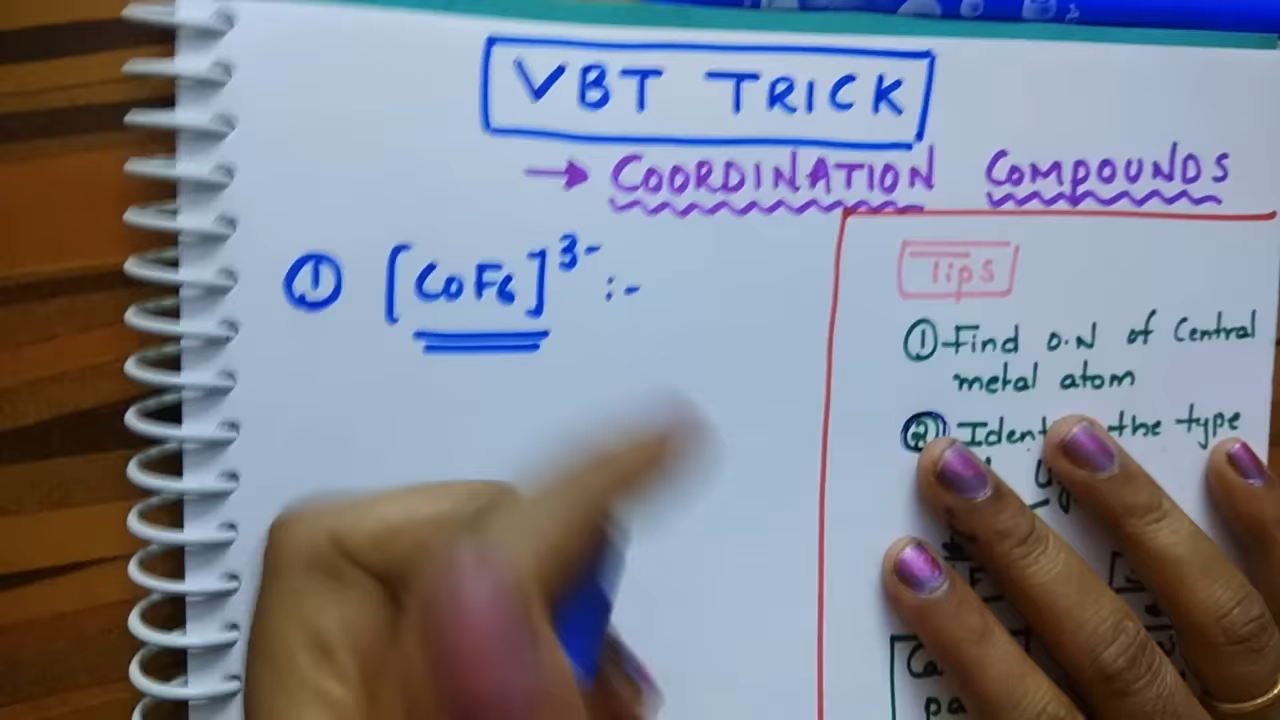 VBT TRICK
→ COORDINATION COMPOUNDS
① [CoF6]³⁻ :-
Tips
① Find O.N of Central
metal atom
② the type